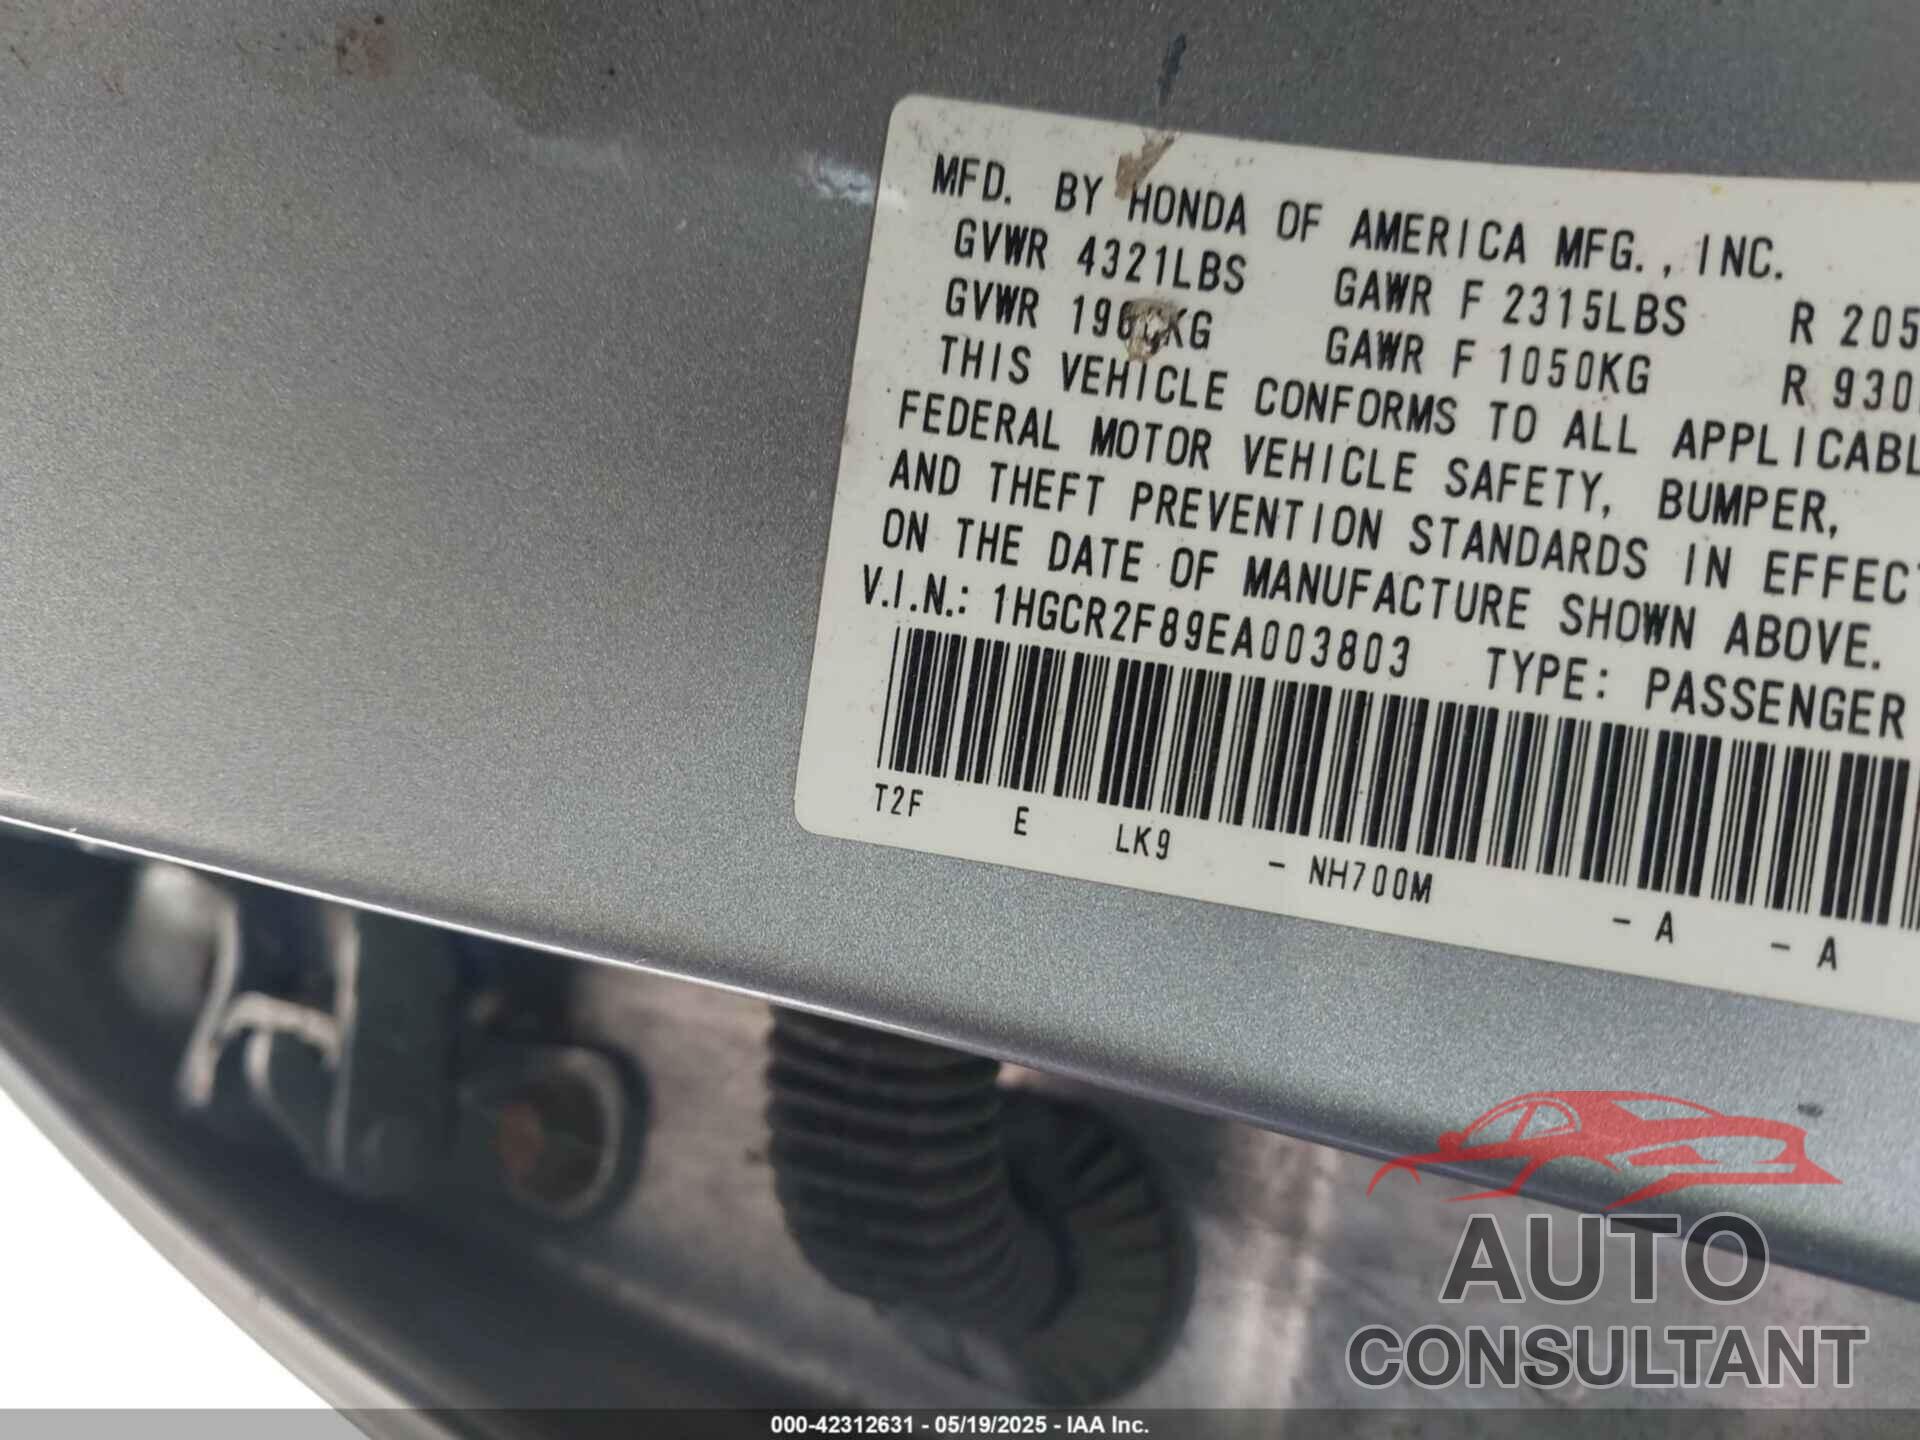 MFD. BY HONDA OF AMERICA MFG., INC.
GVWR 4321LBS GAWR F 2315LBS R 205
GVWR 1960KG GAWR F 1050KG R 930
THIS VEHICLE CONFORMS TO ALL APPLICABL
FEDERAL MOTOR VEHICLE SAFETY, BUMPER,
AND THEFT PREVENTION STANDARDS IN EFFECT
ON THE DATE OF MANUFACTURE SHOWN ABOVE.
V.I.N.: 1HGCR2F89EA003803 TYPE: PASSENGER
T2F E LK9 - NH700M - A - A
AUTO
CONSULTANT
000-42312631 - 05/19/2025 - IAA Inc.